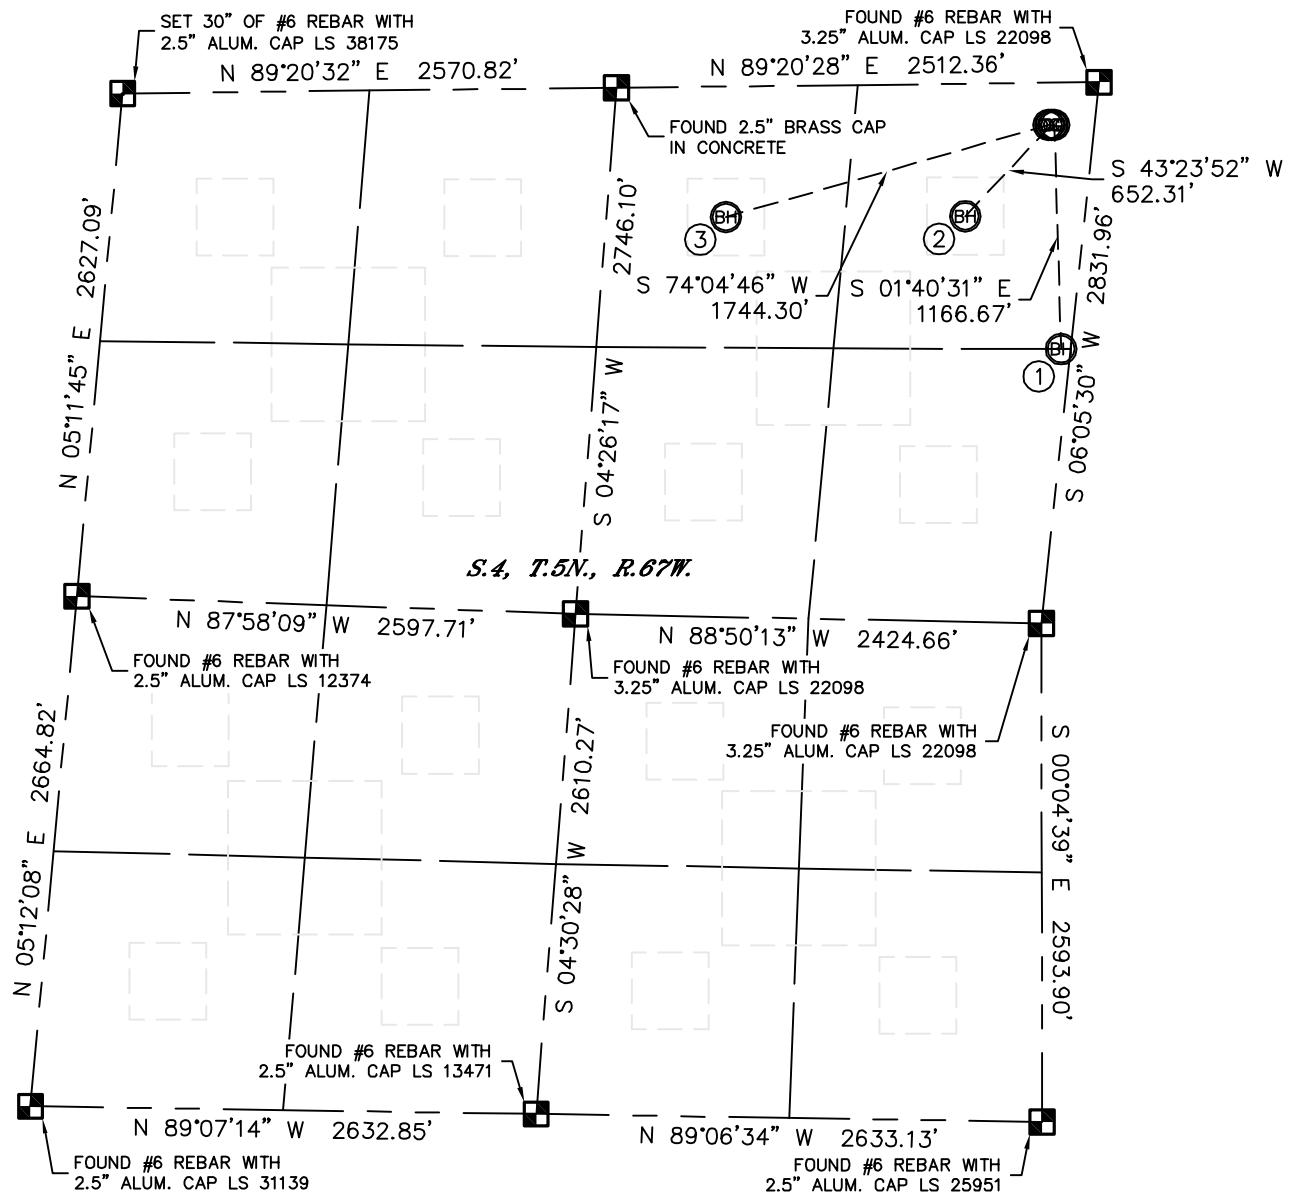 SET 30" OF #6 REBAR WITH
2.5" ALUM. CAP LS 38175
FOUND #6 REBAR WITH
3.25" ALUM. CAP LS 22098
N 89°20'32" E 2570.82'
N 89°20'28" E 2512.36'
FOUND 2.5" BRASS CAP
IN CONCRETE
S 43°23'52" W
652.31'
N 05°11'45" E 2627.09'
S 04°26'17" W 2746.10'
BH
3
BH
2
S 74°04'46" W
1744.30'
S 01°40'31" E
1166.67'
S 06°05'30" W 2831.96'
BH
1
S.4, T.5N., R.67W.
N 87°58'09" W 2597.71'
N 88°50'13" W 2424.66'
FOUND #6 REBAR WITH
2.5" ALUM. CAP LS 12374
FOUND #6 REBAR WITH
3.25" ALUM. CAP LS 22098
FOUND #6 REBAR WITH
3.25" ALUM. CAP LS 22098
N 05°12'08" E 2664.82'
S 04°30'28" W 2610.27'
S 00°04'39" E 2593.90'
FOUND #6 REBAR WITH
2.5" ALUM. CAP LS 13471
N 89°07'14" W 2632.85'
N 89°06'34" W 2633.13'
FOUND #6 REBAR WITH
2.5" ALUM. CAP LS 31139
FOUND #6 REBAR WITH
2.5" ALUM. CAP LS 25951